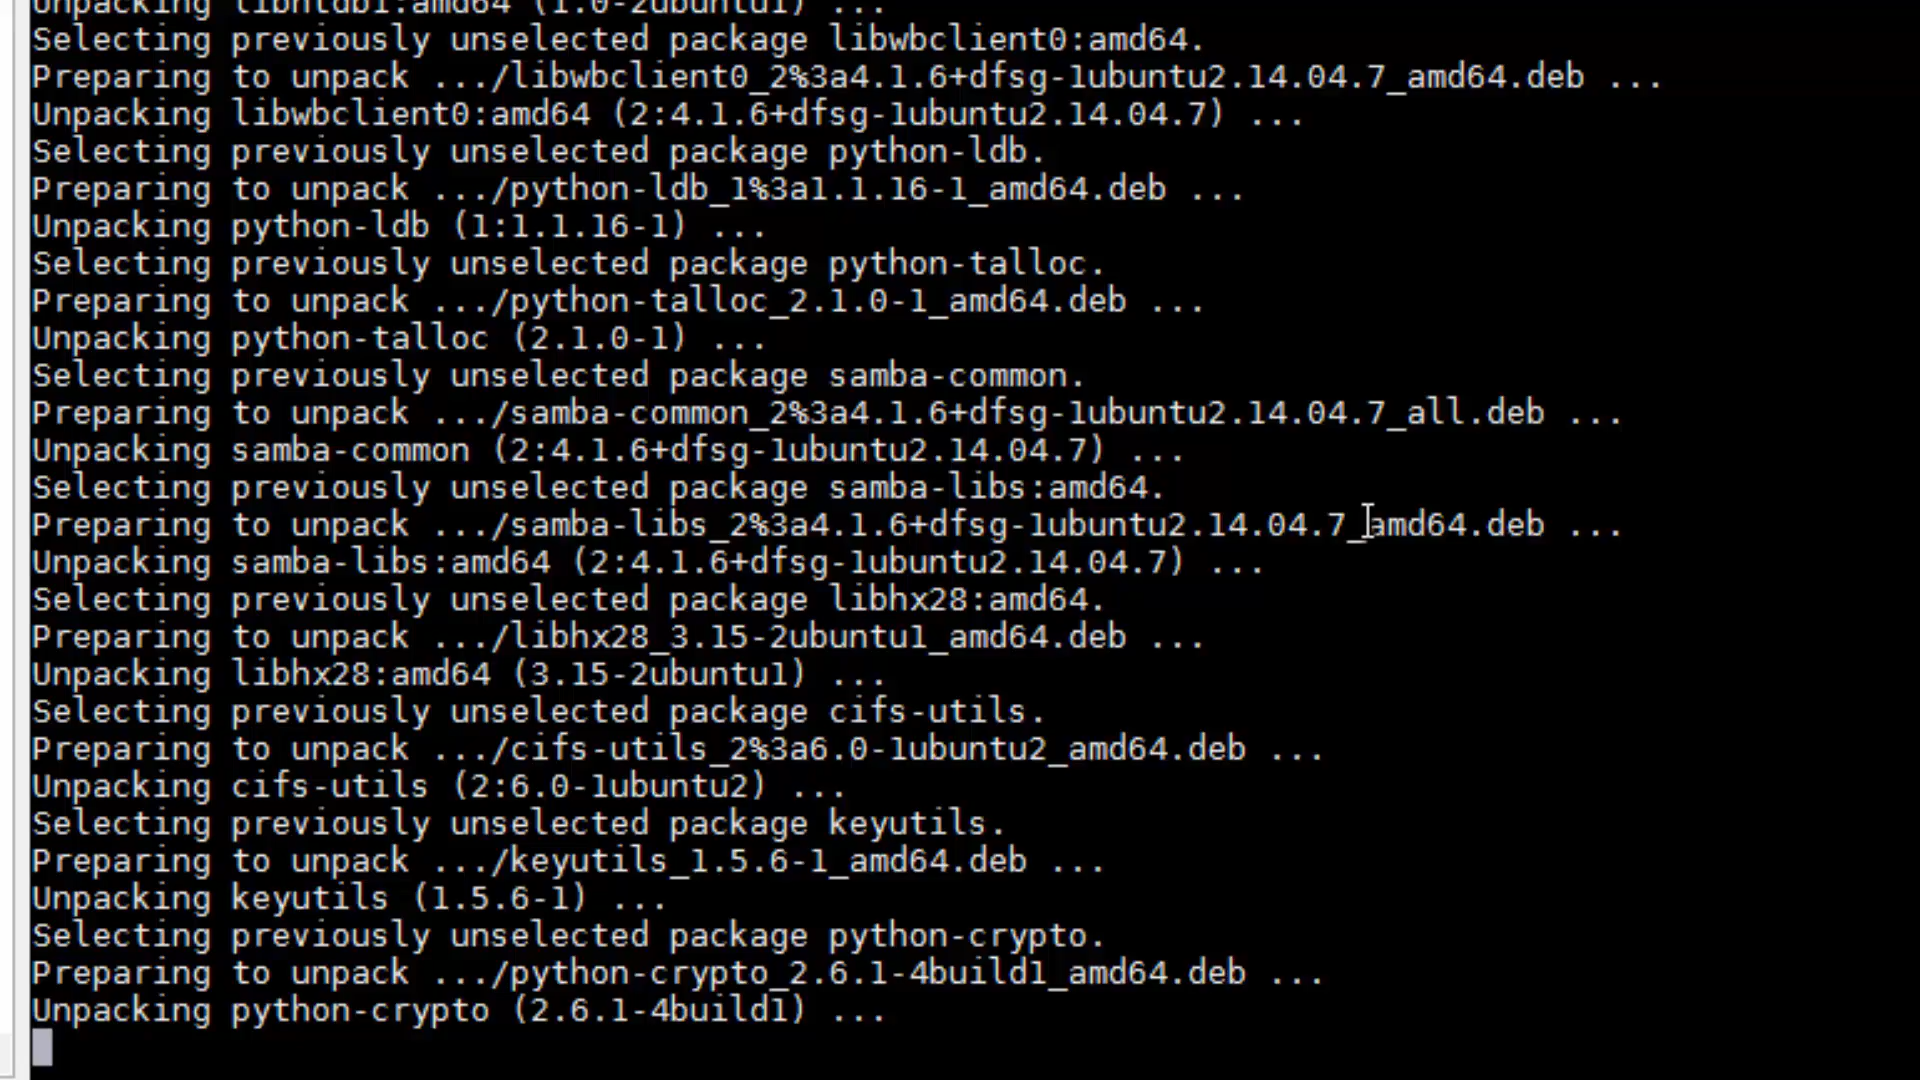 Unpacking libntdb1:amd64 (1.0-2ubuntu1) ...
Selecting previously unselected package libwbclient0:amd64.
Preparing to unpack .../libwbclient0_2%3a4.1.6+dfsg-1ubuntu2.14.04.7_amd64.deb ...
Unpacking libwbclient0:amd64 (2:4.1.6+dfsg-1ubuntu2.14.04.7) ...
Selecting previously unselected package python-ldb.
Preparing to unpack .../python-ldb_1%3a1.1.16-1_amd64.deb ...
Unpacking python-ldb (1:1.1.16-1) ...
Selecting previously unselected package python-talloc.
Preparing to unpack .../python-talloc_2.1.0-1_amd64.deb ...
Unpacking python-talloc (2.1.0-1) ...
Selecting previously unselected package samba-common.
Preparing to unpack .../samba-common_2%3a4.1.6+dfsg-1ubuntu2.14.04.7_all.deb ...
Unpacking samba-common (2:4.1.6+dfsg-1ubuntu2.14.04.7) ...
Selecting previously unselected package samba-libs:amd64.
Preparing to unpack .../samba-libs_2%3a4.1.6+dfsg-1ubuntu2.14.04.7_amd64.deb ...
Unpacking samba-libs:amd64 (2:4.1.6+dfsg-1ubuntu2.14.04.7) ...
Selecting previously unselected package libhx28:amd64.
Preparing to unpack .../libhx28_3.15-2ubuntu1_amd64.deb ...
Unpacking libhx28:amd64 (3.15-2ubuntu1) ...
Selecting previously unselected package cifs-utils.
Preparing to unpack .../cifs-utils_2%3a6.0-1ubuntu2_amd64.deb ...
Unpacking cifs-utils (2:6.0-1ubuntu2) ...
Selecting previously unselected package keyutils.
Preparing to unpack .../keyutils_1.5.6-1_amd64.deb ...
Unpacking keyutils (1.5.6-1) ...
Selecting previously unselected package python-crypto.
Preparing to unpack .../python-crypto_2.6.1-4build1_amd64.deb ...
Unpacking python-crypto (2.6.1-4build1) ...